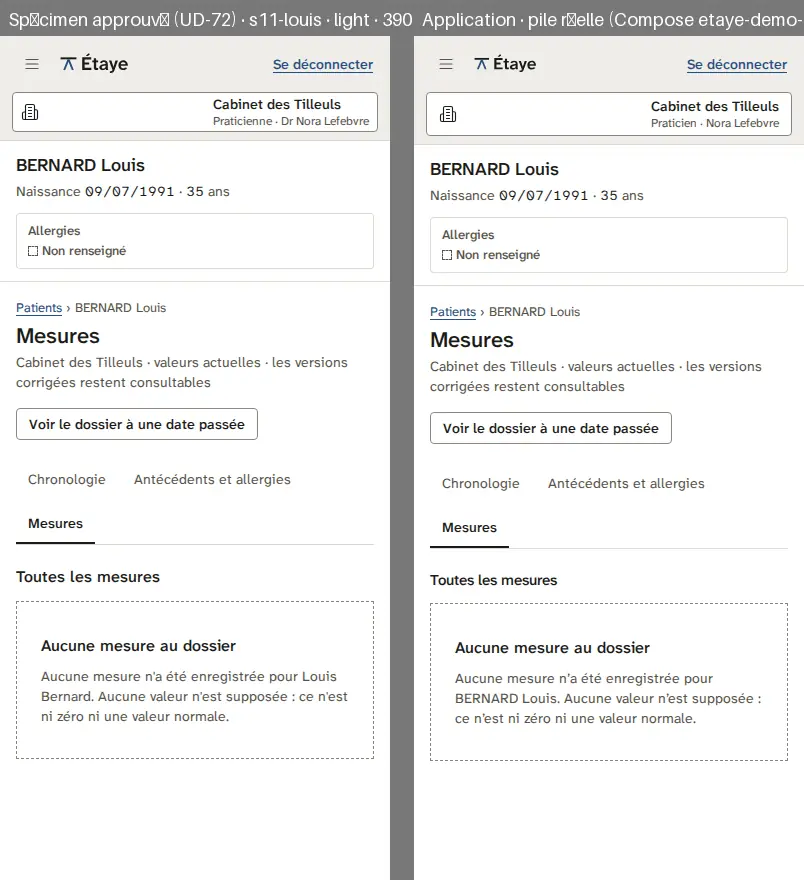 Sp□cimen approuv□ (UD-72) · s11-louis · light · 390
Étaye
Se déconnecter
Cabinet des Tilleuls
Praticienne · Dr Nora Lefebvre
BERNARD Louis
Naissance 09/07/1991 · 35 ans
Allergies
Non renseigné
Patients › BERNARD Louis
Mesures
Cabinet des Tilleuls · valeurs actuelles · les versions
corrigées restent consultables
Voir le dossier à une date passée
Chronologie Antécédents et allergies
Mesures
Toutes les mesures
Aucune mesure au dossier
Aucune mesure n'a été enregistrée pour Louis
Bernard. Aucune valeur n'est supposée : ce n'est
ni zéro ni une valeur normale.
Application · pile r□elle (Compose etaye-demo-
Étaye
Se déconnecter
Cabinet des Tilleuls
Praticien · Nora Lefebvre
BERNARD Louis
Naissance 09/07/1991 · 35 ans
Allergies
Non renseigné
Patients › BERNARD Louis
Mesures
Cabinet des Tilleuls · valeurs actuelles · les versions
corrigées restent consultables
Voir le dossier à une date passée
Chronologie Antécédents et allergies
Mesures
Toutes les mesures
Aucune mesure au dossier
Aucune mesure n’a été enregistrée pour
BERNARD Louis. Aucune valeur n’est supposée :
ce n’est ni zéro ni une valeur normale.